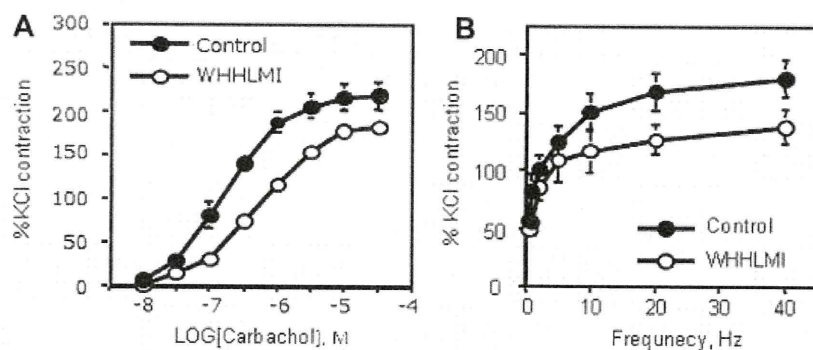 A
300
250
200
150
100
50
0
%KCl contraction
Control
WHHLMI
-8
-7
-6
-5
-4
LOG[Carbachol], M
B
200
150
100
50
0
% KCl contraction
Control
WHHLMI
0
10
20
30
40
Frequnecy, Hz